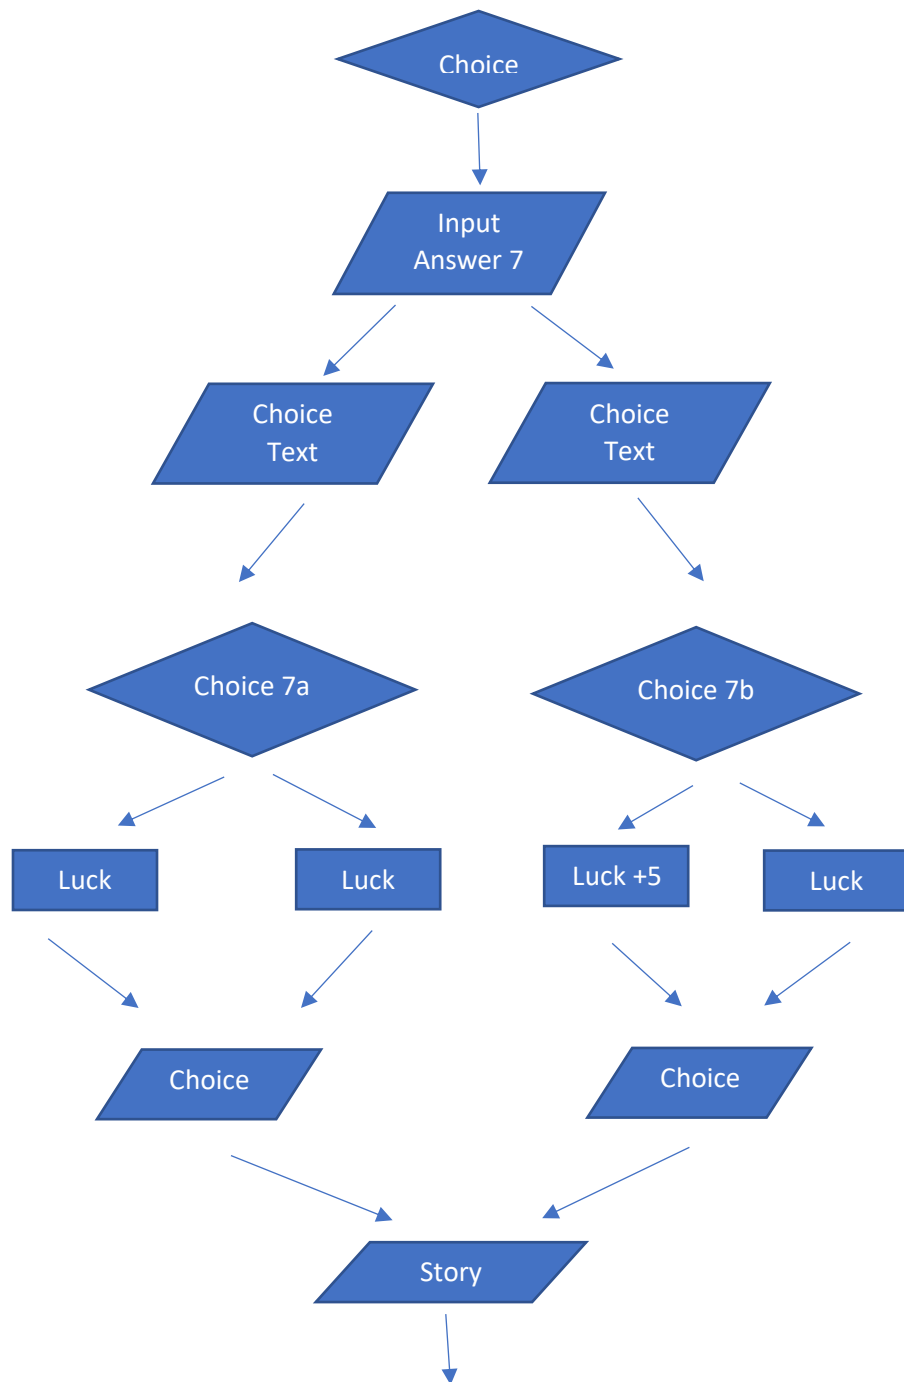 Choice
Input
Answer 7
Choice
Text
Choice
Text
Choice 7a
Choice 7b
Luck
Luck
Luck +5
Luck
Choice
Choice
Story